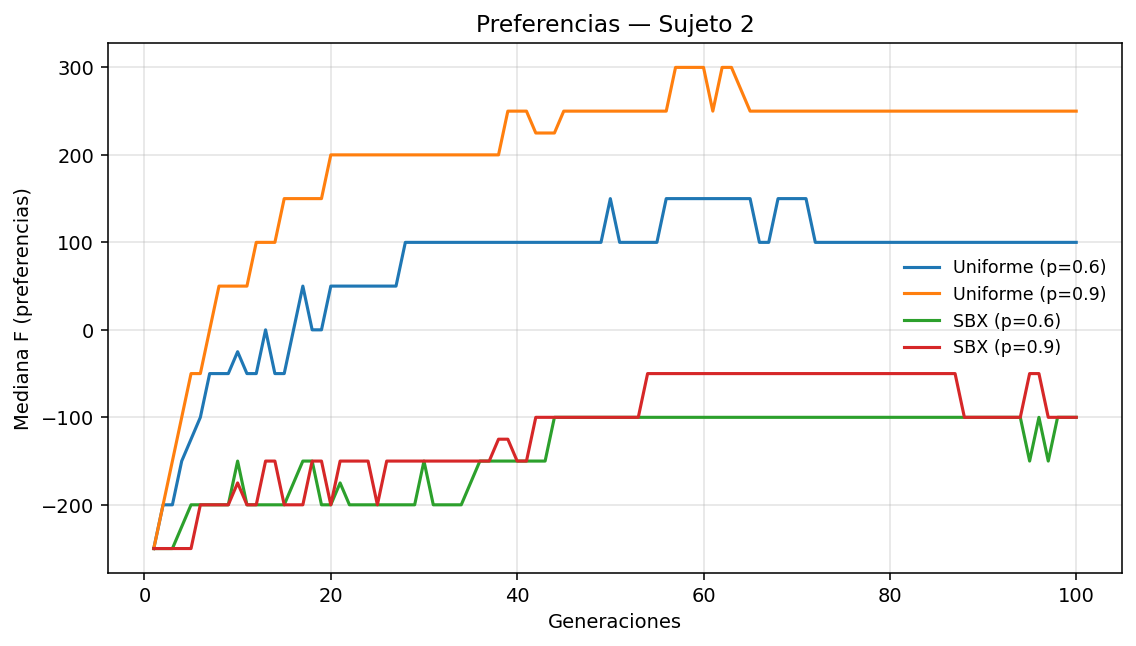 Preferencias — Sujeto 2
Mediana F (preferencias)
300
200
100
0
−100
−200
Uniforme (p=0.6)
Uniforme (p=0.9)
SBX (p=0.6)
SBX (p=0.9)
0
20
40
60
80
100
Generaciones